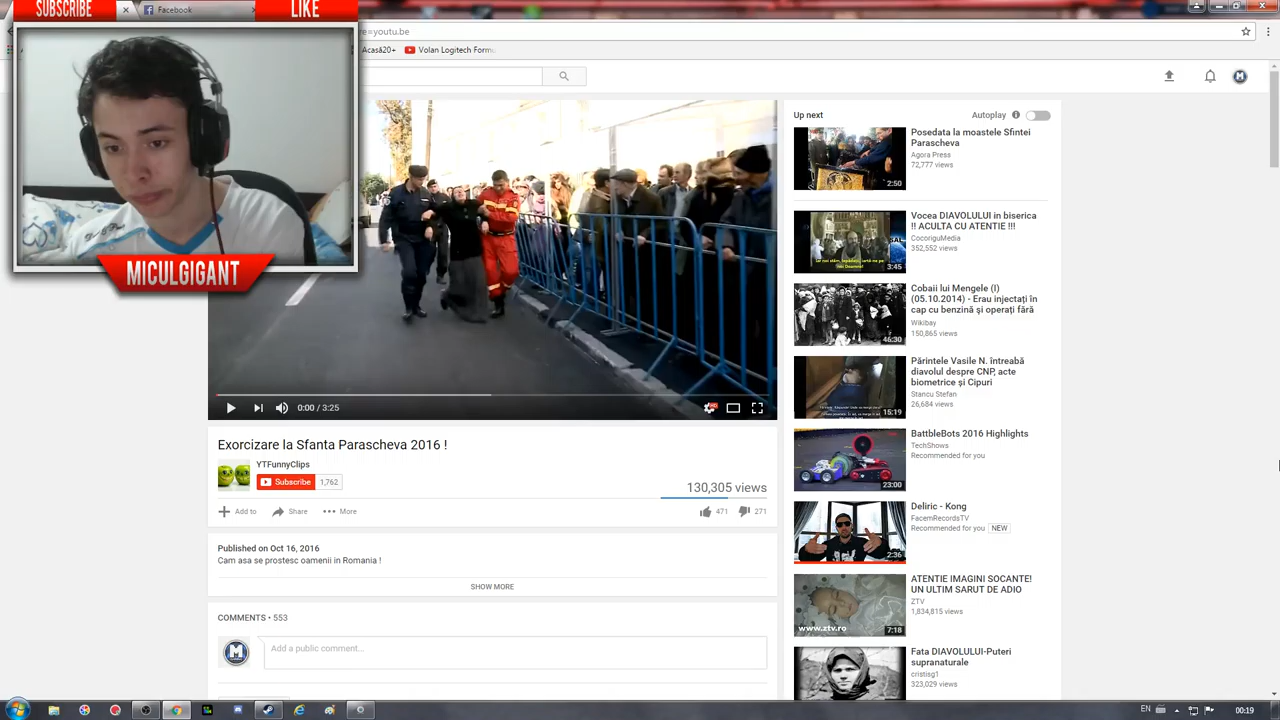 SUBSCRIBE
Facebook
LIKE
e=youtu.be
Acasă20+
Volan Logitech Formu
MICULGIGANT
0:00 / 3:25
Exorcizare la Sfanta Parascheva 2016 !
YTFunnyClips
Subscribe
1,762
130,305 views
Add to
Share
More
471
271
Published on Oct 16, 2016
Cam asa se prostesc oamenii in Romania !
SHOW MORE
COMMENTS • 553
Add a public comment...
Up next
Autoplay
Posedata la moastele Sfintei
Parascheva
Agora Press
72,777 views
2:50
Vocea DIAVOLULUI in biserica
!! ACULTA CU ATENTIE !!!
CocoriguMedia
352,552 views
3:45
Cobaii lui Mengele (I)
(05.10.2014) - Erau injectați în
cap cu benzină și operați fără
Wikibay
150,865 views
46:30
Părintele Vasile N. întreabă
diavolul despre CNP, acte
biometrice și Cipuri
Stancu Stefan
26,684 views
15:19
BattbleBots 2016 Highlights
TechShows
Recommended for you
23:00
Deliric - Kong
FacemRecordsTV
Recommended for you
NEW
2:36
ATENTIE IMAGINI SOCANTE!
UN ULTIM SARUT DE ADIO
ZTV
1,834,815 views
www.ztv.ro
7:18
Fata DIAVOLULUI-Puteri
supranaturale
cristisg1
323,029 views
EN
00:19